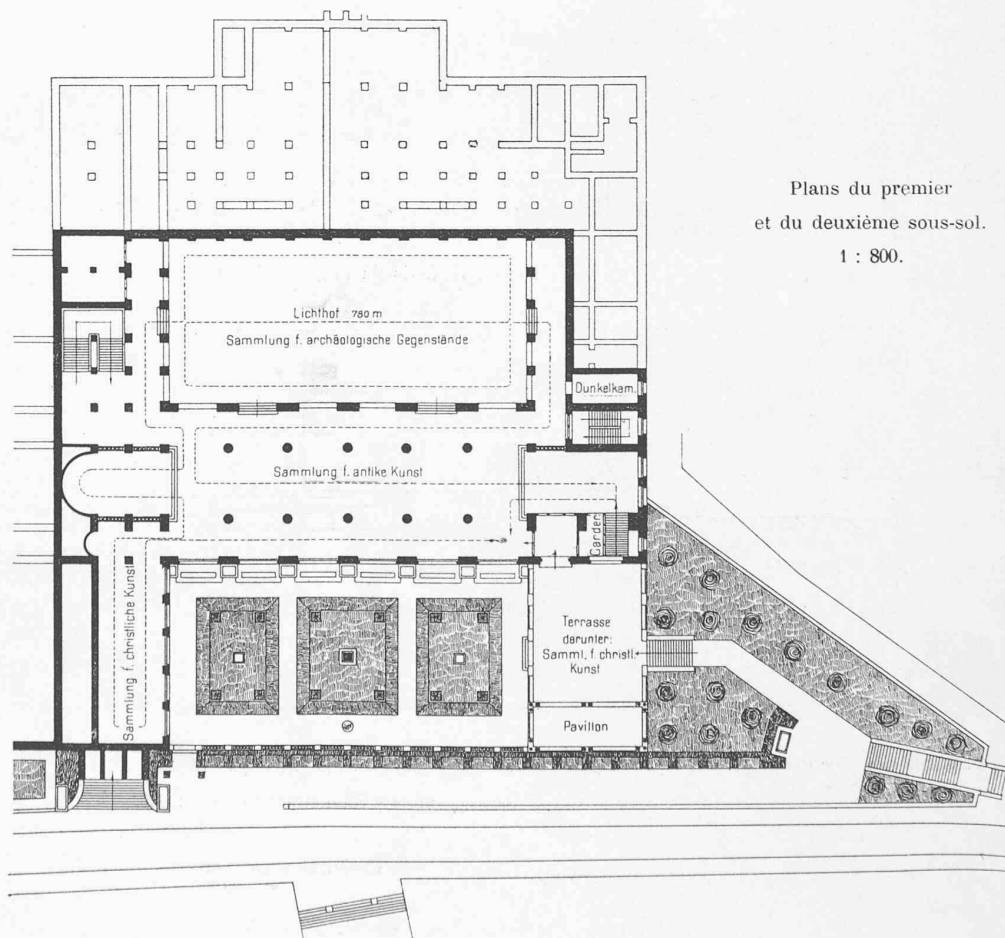 Plans du premier
et du deuxième sous-sol.
1 : 800.
Lichthof 780 m
Sammlung f. archäologische Gegenstände
Dunkelkam.
Sammlung f. antike Kunst
Garder.
Sammlung f. christliche Kunst
Terrasse
darunter:
Samml. f. christl.
Kunst
Pavillon